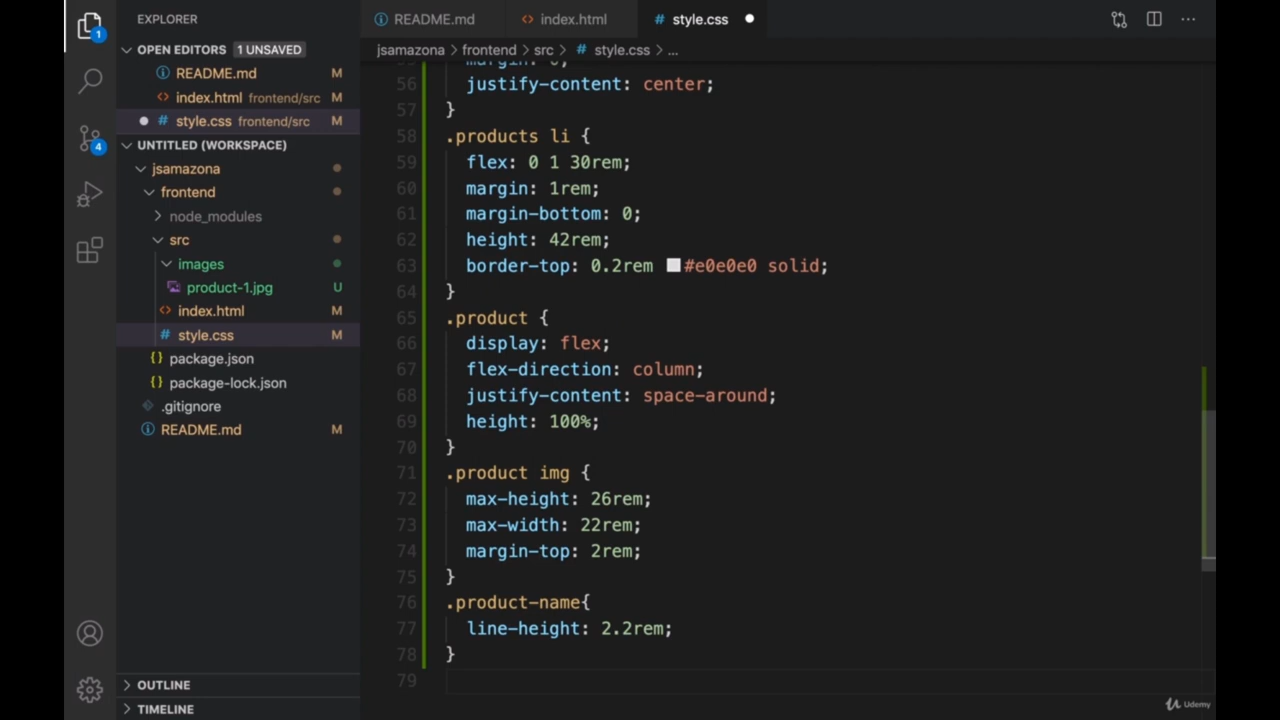 EXPLORER
README.md
index.html
style.css
OPEN EDITORS 1 UNSAVED
jsamazona > frontend > src > # style.css > ...
README.md M
index.html frontend/src M
style.css frontend/src M
UNTITLED (WORKSPACE)
jsamazona
frontend
node_modules
src
images
product-1.jpg U
index.html M
style.css M
package.json
package-lock.json
.gitignore
README.md M
OUTLINE
TIMELINE
1
4
56 justify-content: center;
57 }
58 .products li {
59 flex: 0 1 30rem;
60 margin: 1rem;
61 margin-bottom: 0;
62 height: 42rem;
63 border-top: 0.2rem #e0e0e0 solid;
64 }
65 .product {
66 display: flex;
67 flex-direction: column;
68 justify-content: space-around;
69 height: 100%;
70 }
71 .product img {
72 max-height: 26rem;
73 max-width: 22rem;
74 margin-top: 2rem;
75 }
76 .product-name{
77 line-height: 2.2rem;
78 }
79
Udemy